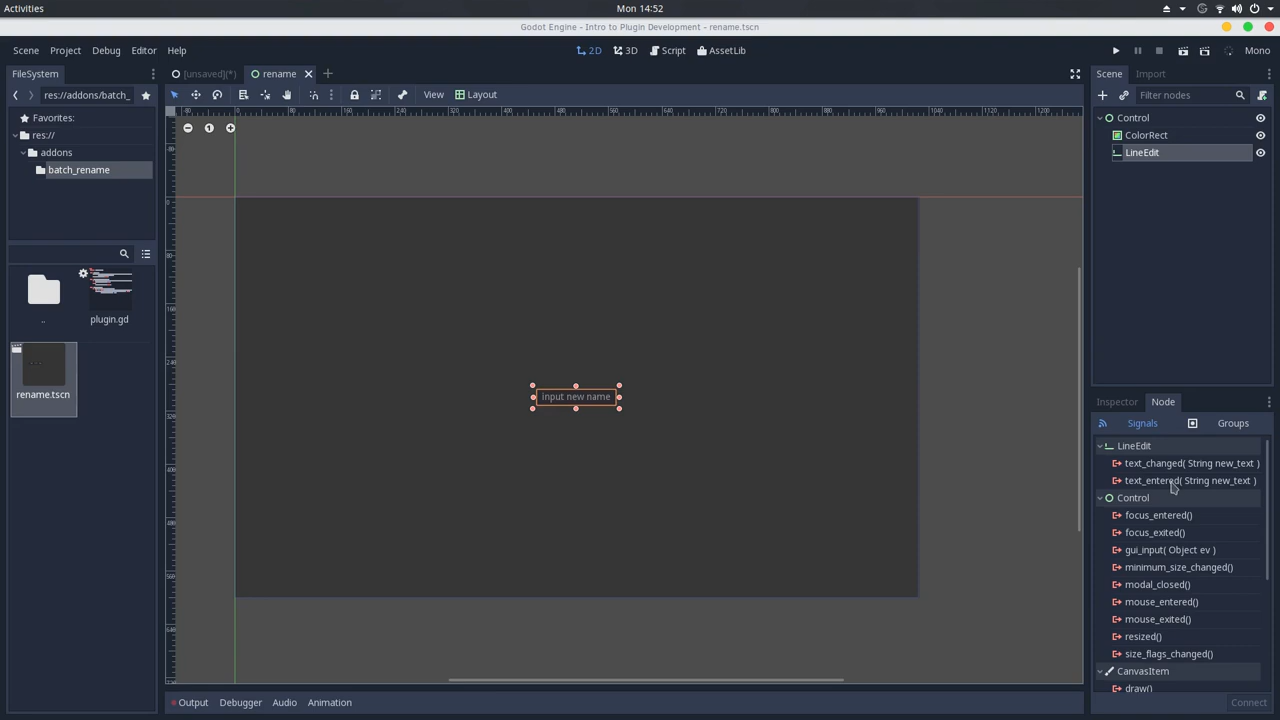 Activities
Mon 14:52
Godot Engine - Intro to Plugin Development - rename.tscn
Scene Project Debug Editor Help
2D 3D Script AssetLib
Mono
FileSystem
[unsaved](*) rename
Scene Import
res://addons/batch_
View Layout
Filter nodes
Favorites:
res://
addons
batch_rename
Control
ColorRect
LineEdit
plugin.gd
..
rename.tscn
input new name
Inspector Node
Signals Groups
LineEdit
text_changed( String new_text )
text_entered( String new_text )
Control
focus_entered()
focus_exited()
gui_input( Object ev )
minimum_size_changed()
modal_closed()
mouse_entered()
mouse_exited()
resized()
size_flags_changed()
CanvasItem
draw()
Output Debugger Audio Animation
Connect